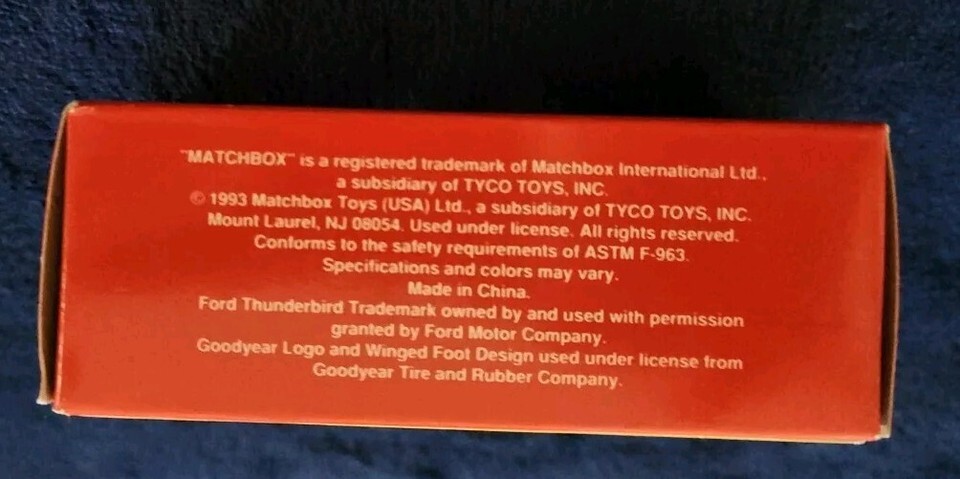 "MATCHBOX" is a registered trademark of Matchbox International Ltd.,
a subsidiary of TYCO TOYS, INC.
© 1993 Matchbox Toys (USA) Ltd., a subsidiary of TYCO TOYS, INC.
Mount Laurel, NJ 08054. Used under license. All rights reserved.
Conforms to the safety requirements of ASTM F-963.
Specifications and colors may vary.
Made in China.
Ford Thunderbird Trademark owned by and used with permission
granted by Ford Motor Company.
Goodyear Logo and Winged Foot Design used under license from
Goodyear Tire and Rubber Company.